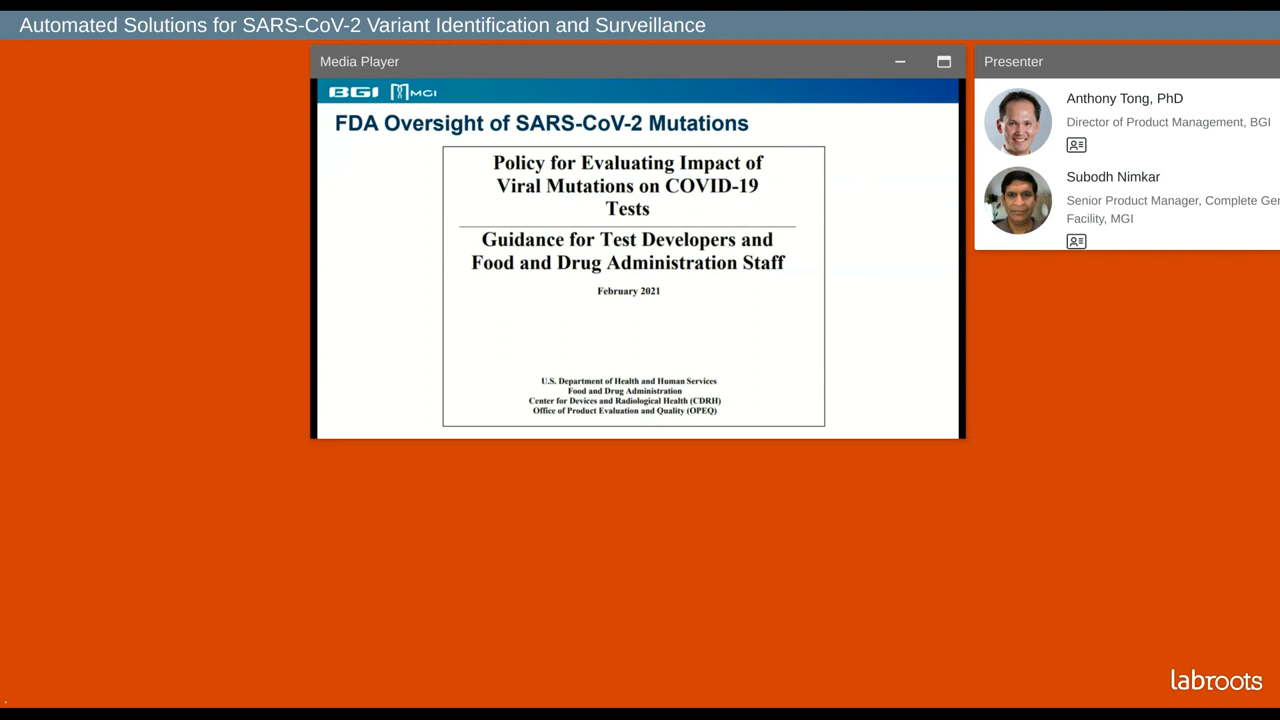 Automated Solutions for SARS-CoV-2 Variant Identification and Surveillance
Media Player
BGI MGI
FDA Oversight of SARS-CoV-2 Mutations
Policy for Evaluating Impact of
Viral Mutations on COVID-19
Tests
Guidance for Test Developers and
Food and Drug Administration Staff
February 2021
U.S. Department of Health and Human Services
Food and Drug Administration
Center for Devices and Radiological Health (CDRH)
Office of Product Evaluation and Quality (OPEQ)
Presenter
Anthony Tong, PhD
Director of Product Management, BGI
Subodh Nimkar
Senior Product Manager, Complete Ger
Facility, MGI
labroots